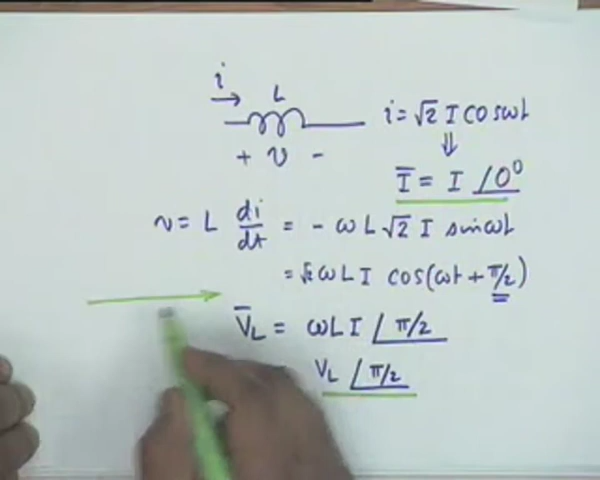 i
L i = √2 I cos ωt
+ v - ⇓
I̅ = I ∠0°
v = L di/dt = - ωL√2 I sin ωt
= √2 ωLI cos(ωt + π/2)
V̅L = ωLI ∠π/2
VL ∠π/2